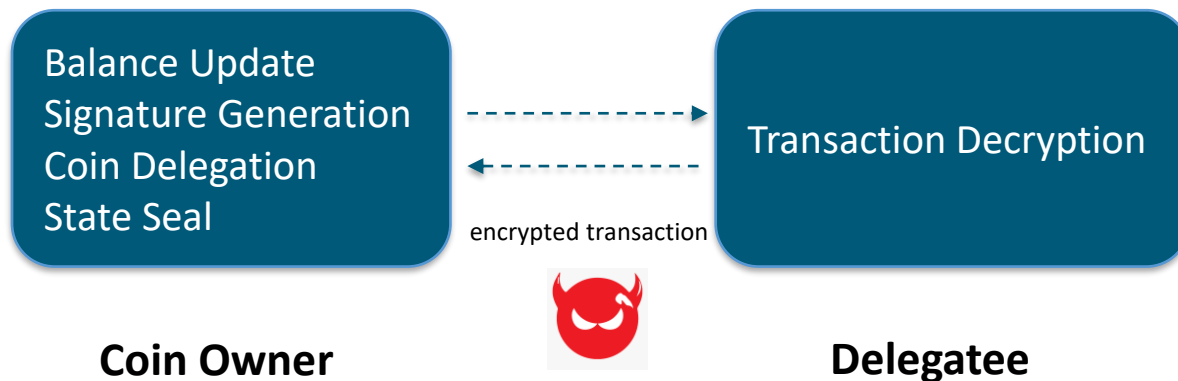 Balance Update
Signature Generation
Coin Delegation
State Seal
Transaction Decryption
encrypted transaction
Coin Owner
Delegatee